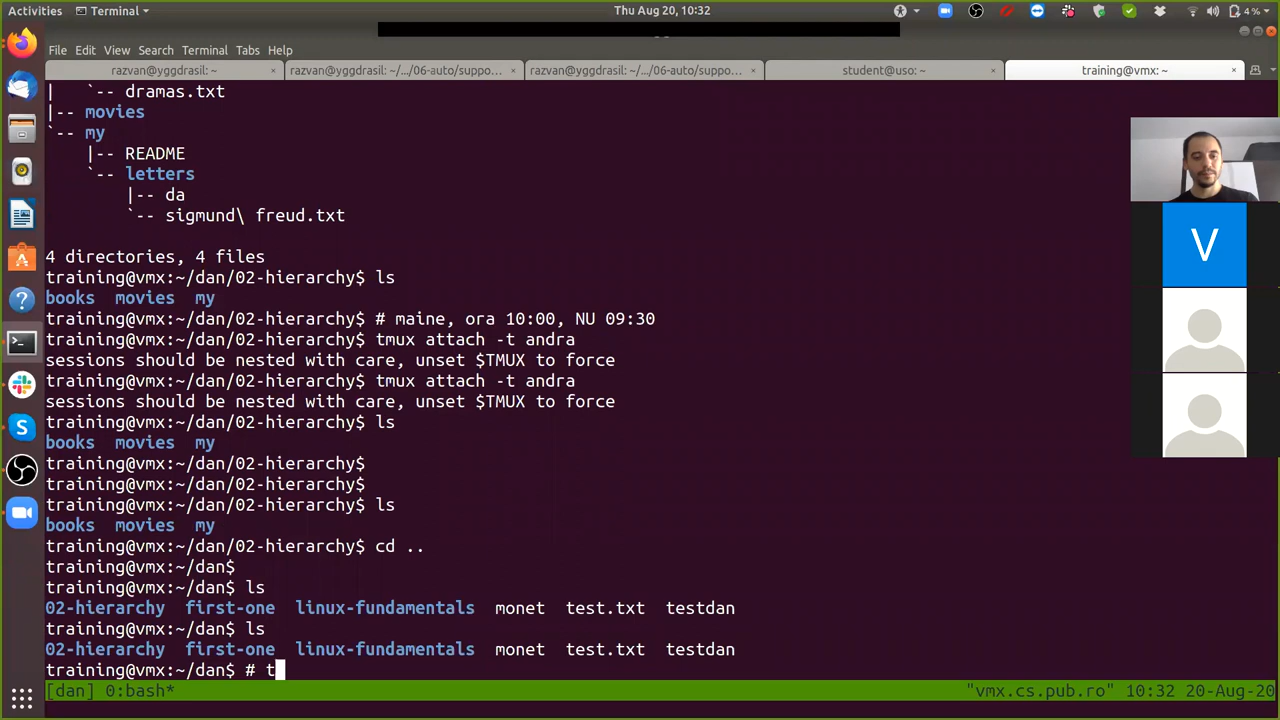 Activities Terminal Thu Aug 20, 10:32 4 %
File Edit View Search Terminal Tabs Help
razvan@yggdrasil: ~ × razvan@yggdrasil: ~/.../06-auto/suppo... × razvan@yggdrasil: ~/.../06-auto/suppo... × student@uso: ~ × training@vmx: ~ ×
|   `-- dramas.txt
|-- movies
`-- my
    |-- README
    `-- letters
        |-- da
        `-- sigmund\ freud.txt
4 directories, 4 files
training@vmx:~/dan/02-hierarchy$ ls
books  movies  my
training@vmx:~/dan/02-hierarchy$ # maine, ora 10:00, NU 09:30
training@vmx:~/dan/02-hierarchy$ tmux attach -t andra
sessions should be nested with care, unset $TMUX to force
training@vmx:~/dan/02-hierarchy$ tmux attach -t andra
sessions should be nested with care, unset $TMUX to force
training@vmx:~/dan/02-hierarchy$ ls
books  movies  my
training@vmx:~/dan/02-hierarchy$
training@vmx:~/dan/02-hierarchy$
training@vmx:~/dan/02-hierarchy$ ls
books  movies  my
training@vmx:~/dan/02-hierarchy$ cd ..
training@vmx:~/dan$
training@vmx:~/dan$ ls
02-hierarchy  first-one  linux-fundamentals  monet  test.txt  testdan
training@vmx:~/dan$ ls
02-hierarchy  first-one  linux-fundamentals  monet  test.txt  testdan
training@vmx:~/dan$ # t
[dan] 0:bash* "vmx.cs.pub.ro" 10:32 20-Aug-20
V